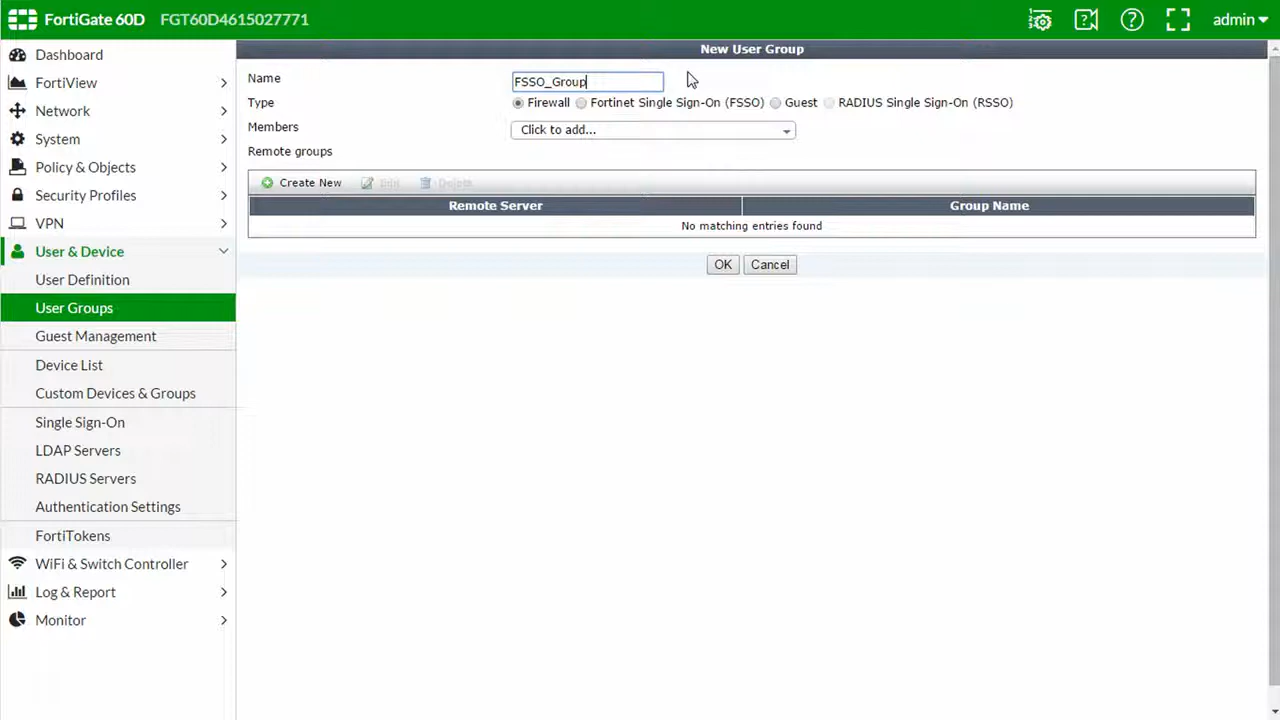 FortiGate 60D FGT60D4615027771 admin
Dashboard
FortiView
Network
System
Policy & Objects
Security Profiles
VPN
User & Device
User Definition
User Groups
Guest Management
Device List
Custom Devices & Groups
Single Sign-On
LDAP Servers
RADIUS Servers
Authentication Settings
FortiTokens
WiFi & Switch Controller
Log & Report
Monitor
New User Group
Name FSSO_Group
Type Firewall Fortinet Single Sign-On (FSSO) Guest RADIUS Single Sign-On (RSSO)
Members Click to add...
Remote groups
Create New Edit Delete
Remote Server Group Name
No matching entries found
OK Cancel